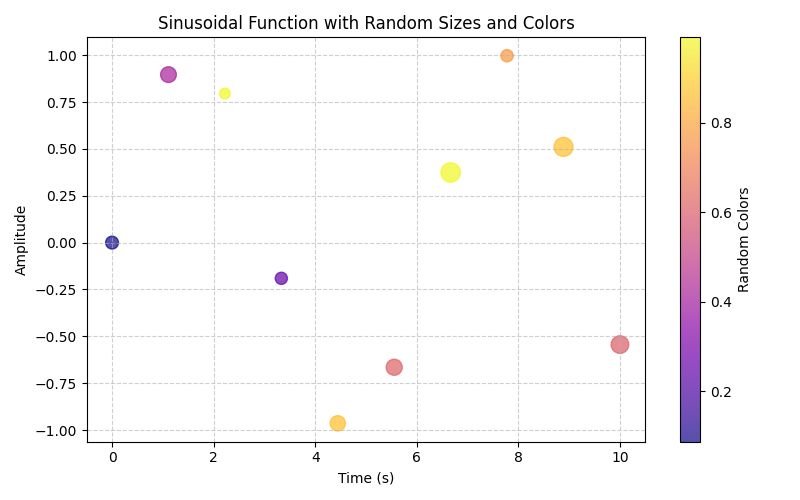 Sinusoidal Function with Random Sizes and Colors
1.00
0.75
0.50
0.25
0.00
−0.25
−0.50
−0.75
−1.00
Amplitude
0 2 4 6 8 10
Time (s)
0.8
0.6
0.4
0.2
Random Colors